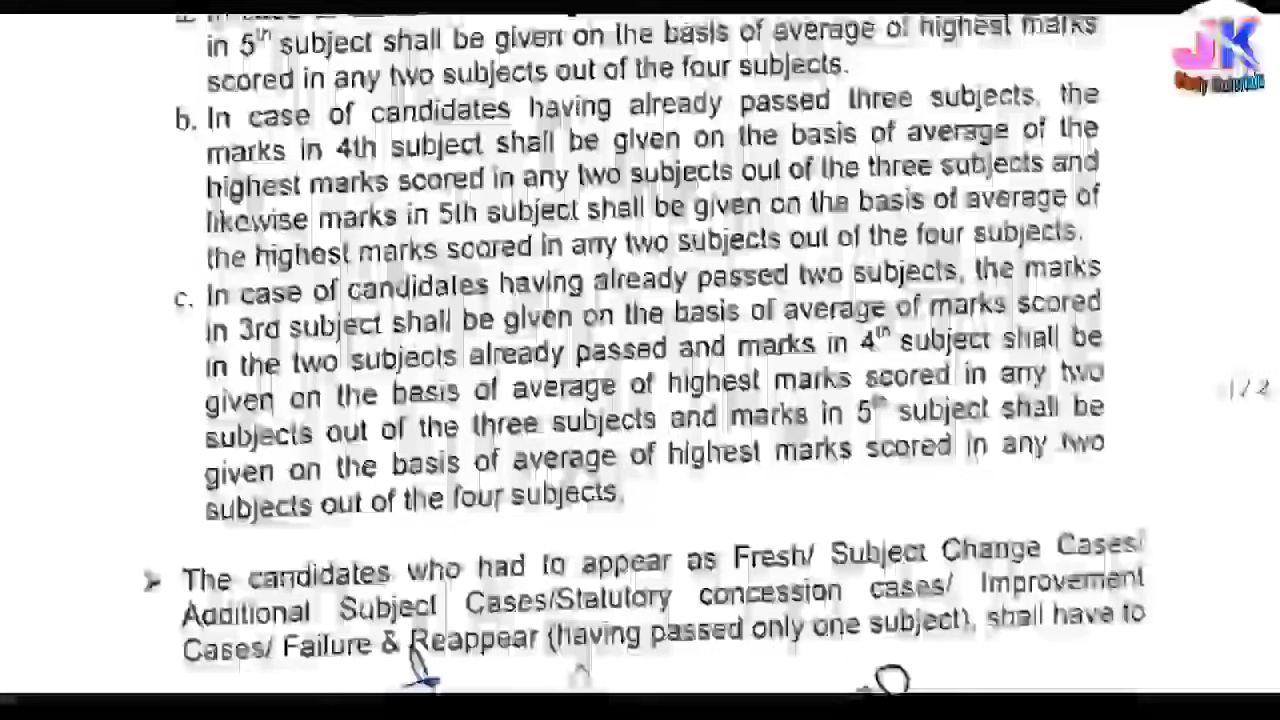 in 5th subject shall be given on the basis of average of highest marks
scored in any two subjects out of the four subjects.
b. In case of candidates having already passed three subjects, the
marks in 4th subject shall be given on the basis of average of the
highest marks scored in any two subjects out of the three subjects and
likewise marks in 5th subject shall be given on the basis of average of
the highest marks scored in any two subjects out of the four subjects.
c. In case of candidates having already passed two subjects, the marks
in 3rd subject shall be given on the basis of average of marks scored
in the two subjects already passed and marks in 4th subject shall be
given on the basis of average of highest marks scored in any two
subjects out of the three subjects and marks in 5th subject shall be
given on the basis of average of highest marks scored in any two
subjects out of the four subjects.
➤ The candidates who had to appear as Fresh/ Subject Change Cases/
Additional Subject Cases/Statutory concession cases/ Improvement
Cases/ Failure & Reappear (having passed only one subject), shall have to
JK